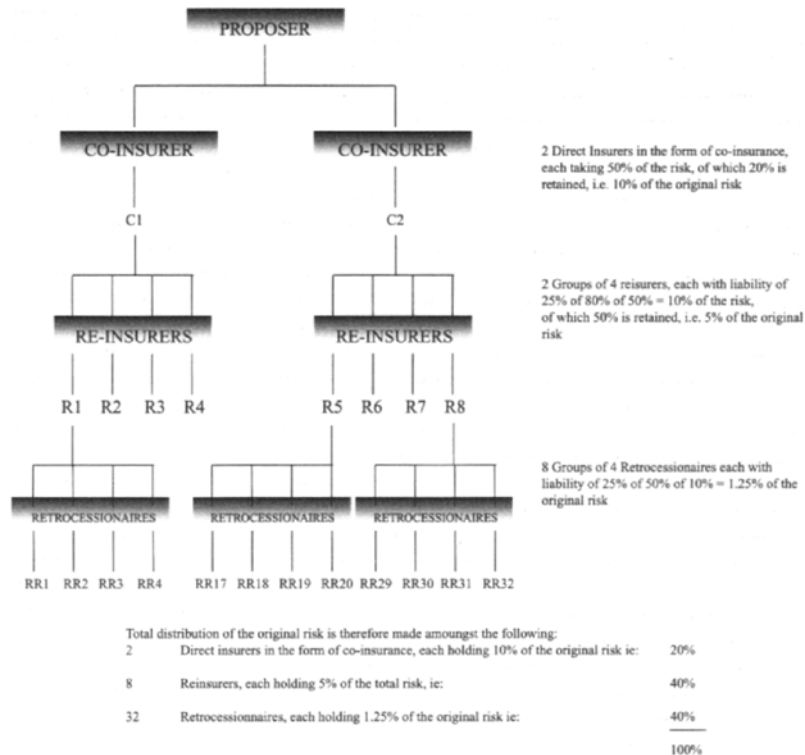 PROPOSER
CO-INSURER CO-INSURER
2 Direct Insurers in the form of co-insurance,
each taking 50% of the risk, of which 20% is
retained, i.e. 10% of the original risk
C1 C2
2 Groups of 4 reisurers, each with liability of
25% of 80% of 50% = 10% of the risk,
of which 50% is retained, i.e. 5% of the original
risk
RE-INSURERS RE-INSURERS
R1 R2 R3 R4 R5 R6 R7 R8
8 Groups of 4 Retrocessionaires each with
liability of 25% of 50% of 10% = 1.25% of the
original risk
RETROCESSIONAIRES RETROCESSIONAIRES RETROCESSIONAIRES
RR1 RR2 RR3 RR4 RR17 RR18 RR19 RR20 RR29 RR30 RR31 RR32
Total distribution of the original risk is therefore made amoungst the following:
2 Direct insurers in the form of co-insurance, each holding 10% of the original risk ie: 20%
8 Reinsurers, each holding 5% of the total risk, ie: 40%
32 Retrocessionnaires, each holding 1.25% of the original risk ie: 40%
100%